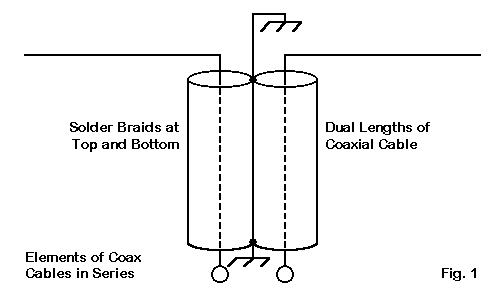 Solder Braids at
Top and Bottom
Dual Lengths of
Coaxial Cable
Elements of Coax
Cables in Series
Fig. 1